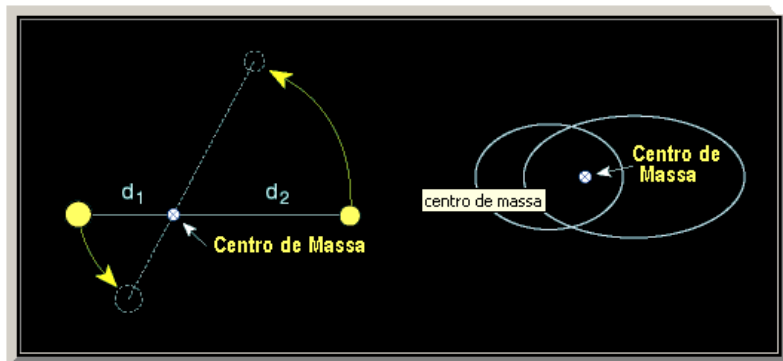 d₁
d₂
Centro de Massa
Centro de
Massa
centro de massa